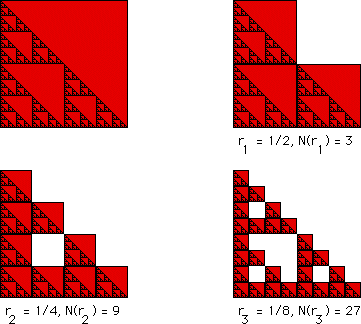 r₁ = 1/2, N(r₁) = 3
r₂ = 1/4, N(r₂) = 9
r₃ = 1/8, N(r₃) = 27